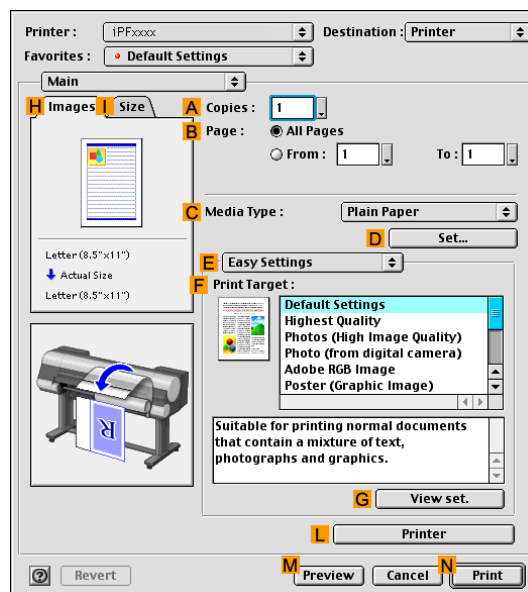 Printer : iPFxxxx Destination : Printer
Favorites : Default Settings
Main
H Images I Size
A Copies : 1
B Page : All Pages
From : 1 To : 1
C Media Type : Plain Paper
D Set...
Letter (8.5"x11")
Actual Size
Letter (8.5"x11")
E Easy Settings
F Print Target :
Default Settings
Highest Quality
Photos (High Image Quality)
Photo (from digital camera)
Adobe RGB Image
Poster (Graphic Image)
R
Suitable for printing normal documents
that contain a mixture of text,
photographs and graphics.
G View set.
L Printer
? Revert M Preview Cancel N Print